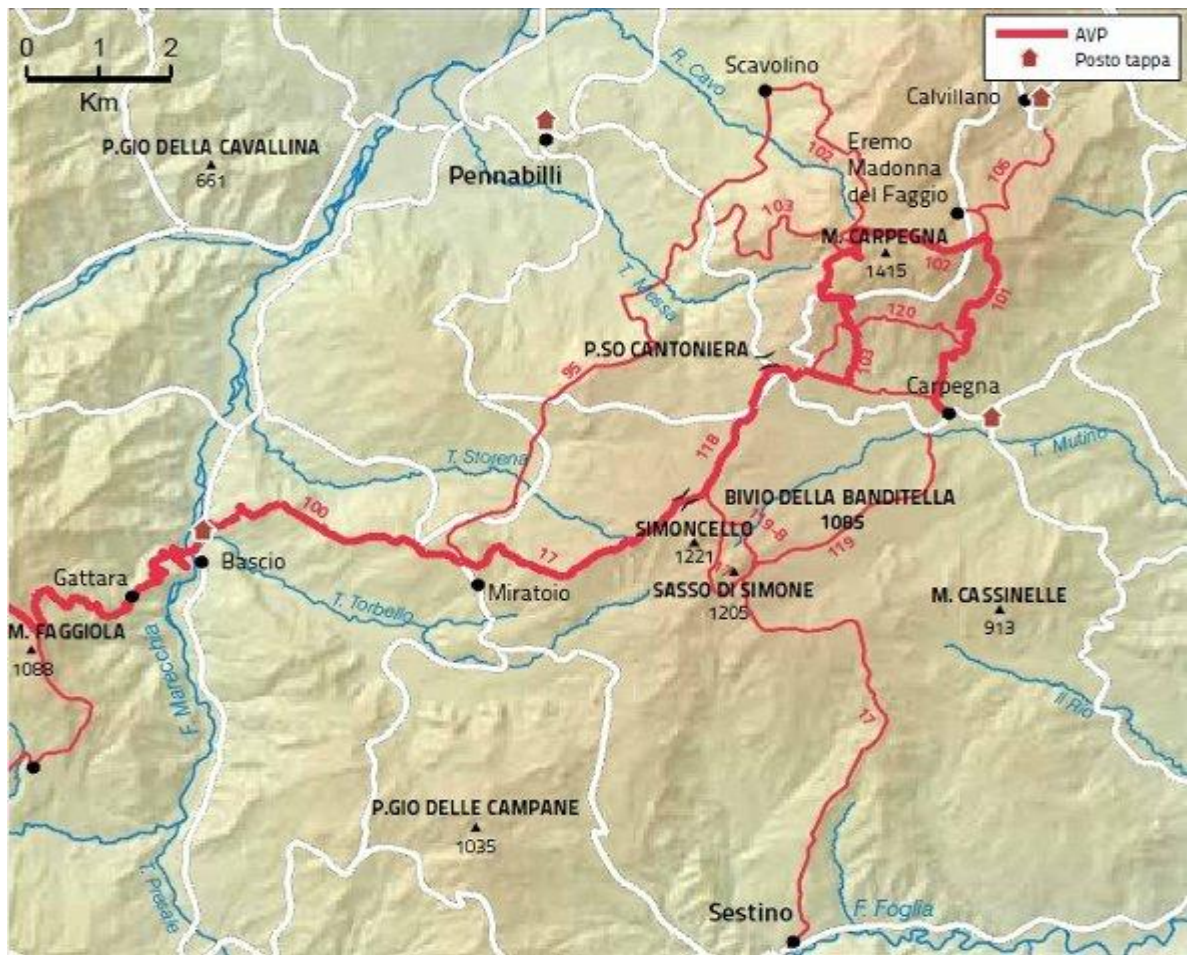 0 1 2
Km
AVP
Posto tappa
R. Cavo
Scavolino
Calvillano
P.GIO DELLA CAVALLINA
661
Pennabilli
102
Eremo
Madonna
del Faggio
106
103
M. CARPEGNA
1415
102
T. Messa
101
120
P.SO CANTONIERA
103
95
Carpegna
118
T. Storena
T. Mutino
BIVIO DELLA BANDITELLA
1085
100
SIMONCELLO
1221
119-B
119
17
17
Bascio
Gattara
Miratoio
SASSO DI SIMONE
1205
M. CASSINELLE
913
T. Torbello
M. FAGGIOLA
1088
F. Marecchia
Il Rio
17
P.GIO DELLE CAMPANE
1035
T. Presale
Sestino
F. Foglia